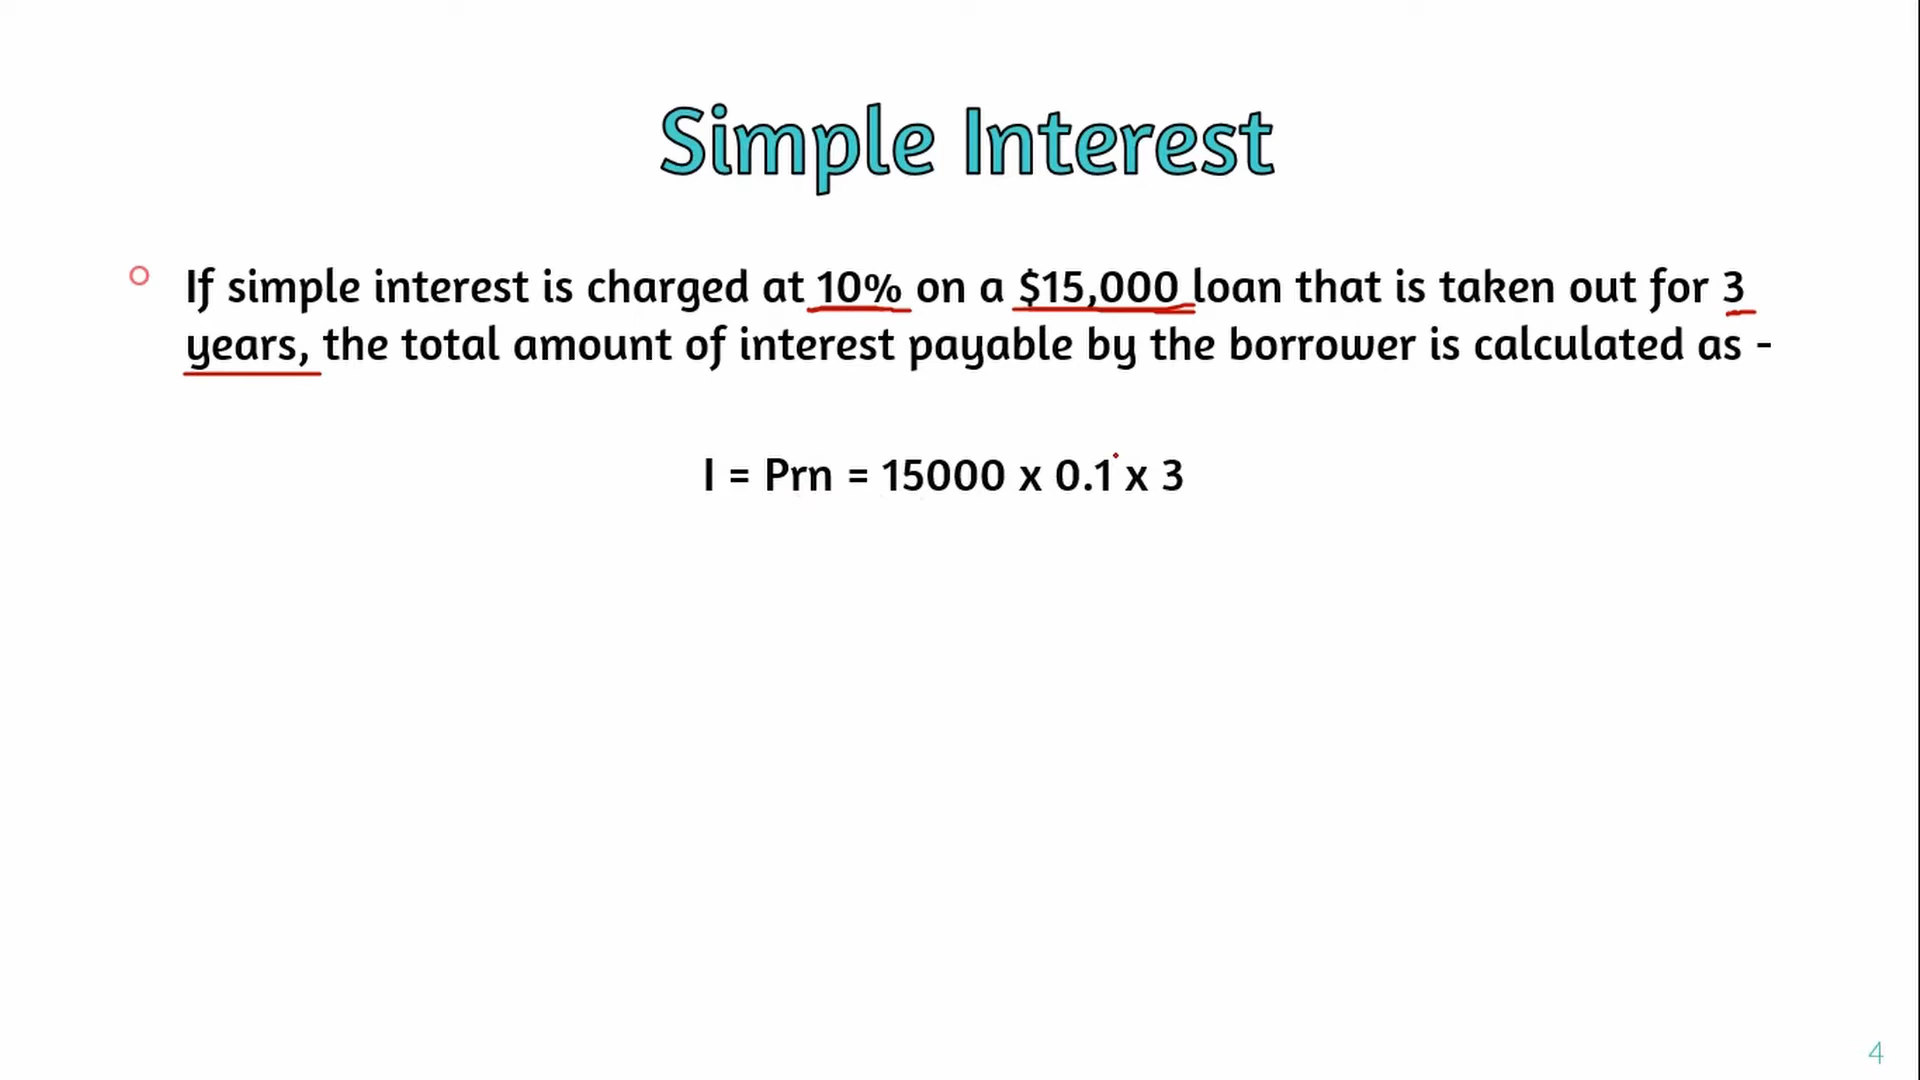 Simple Interest
If simple interest is charged at 10% on a $15,000 loan that is taken out for 3
years, the total amount of interest payable by the borrower is calculated as -
I = Prn = 15000 x 0.1 x 3
4